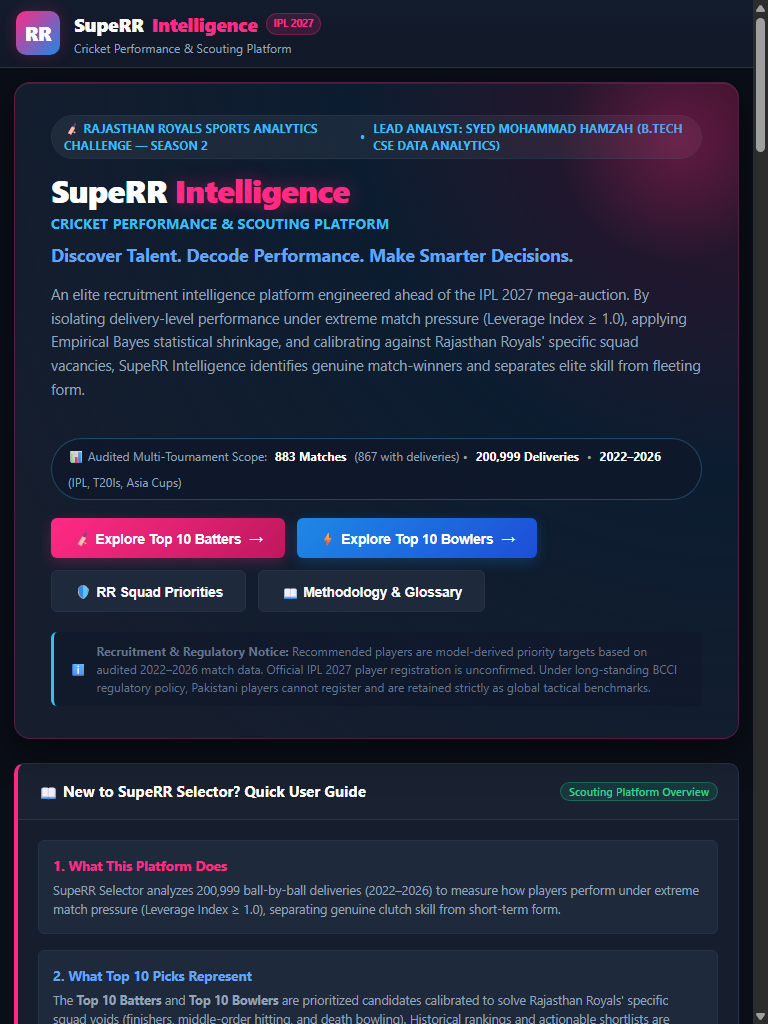 RR
SupeRR Intelligence IPL 2027
Cricket Performance & Scouting Platform
RAJASTHAN ROYALS SPORTS ANALYTICS
CHALLENGE — SEASON 2
•
LEAD ANALYST: SYED MOHAMMAD HAMZAH (B.TECH
CSE DATA ANALYTICS)
SupeRR Intelligence
CRICKET PERFORMANCE & SCOUTING PLATFORM
Discover Talent. Decode Performance. Make Smarter Decisions.
An elite recruitment intelligence platform engineered ahead of the IPL 2027 mega-auction. By
isolating delivery-level performance under extreme match pressure (Leverage Index ≥ 1.0), applying
Empirical Bayes statistical shrinkage, and calibrating against Rajasthan Royals' specific squad
vacancies, SupeRR Intelligence identifies genuine match-winners and separates elite skill from fleeting
form.
Audited Multi-Tournament Scope: 883 Matches (867 with deliveries) • 200,999 Deliveries • 2022–2026
(IPL, T20Is, Asia Cups)
Explore Top 10 Batters →
Explore Top 10 Bowlers →
RR Squad Priorities
Methodology & Glossary
Recruitment & Regulatory Notice: Recommended players are model-derived priority targets based on
audited 2022–2026 match data. Official IPL 2027 player registration is unconfirmed. Under long-standing BCCI
regulatory policy, Pakistani players cannot register and are retained strictly as global tactical benchmarks.
New to SupeRR Selector? Quick User Guide
Scouting Platform Overview
1. What This Platform Does
SupeRR Selector analyzes 200,999 ball-by-ball deliveries (2022–2026) to measure how players perform under extreme
match pressure (Leverage Index ≥ 1.0), separating genuine clutch skill from short-term form.
2. What Top 10 Picks Represent
The Top 10 Batters and Top 10 Bowlers are prioritized candidates calibrated to solve Rajasthan Royals' specific
squad voids (finishers, middle-order hitting, and death bowling). Historical rankings and actionable shortlists are